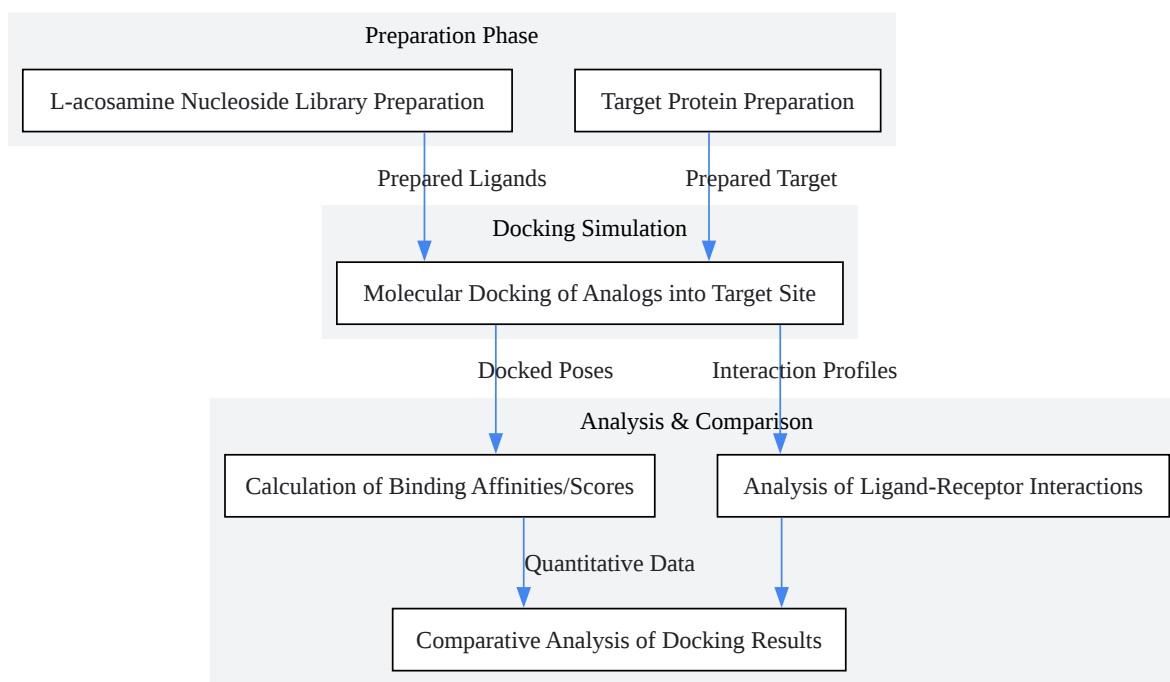 Preparation Phase
L-acosamine Nucleoside Library Preparation
Target Protein Preparation
Prepared Ligands
Prepared Target
Docking Simulation
Molecular Docking of Analogs into Target Site
Docked Poses
Interaction Profiles
Analysis & Comparison
Calculation of Binding Affinities/Scores
Analysis of Ligand-Receptor Interactions
Quantitative Data
Comparative Analysis of Docking Results